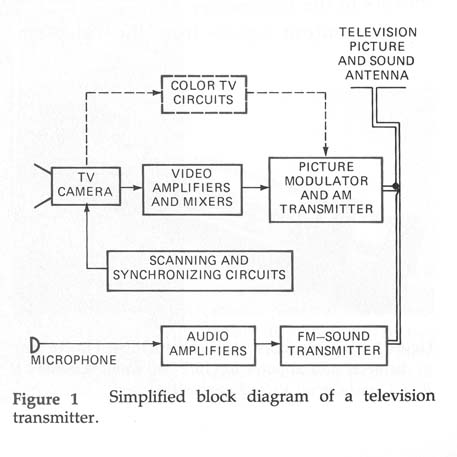 TELEVISION
PICTURE
AND SOUND
ANTENNA
COLOR TV
CIRCUITS
TV
CAMERA
VIDEO
AMPLIFIERS
AND MIXERS
PICTURE
MODULATOR
AND AM
TRANSMITTER
SCANNING AND
SYNCHRONIZING CIRCUITS
MICROPHONE
AUDIO
AMPLIFIERS
FM—SOUND
TRANSMITTER
Figure 1 Simplified block diagram of a television
transmitter.